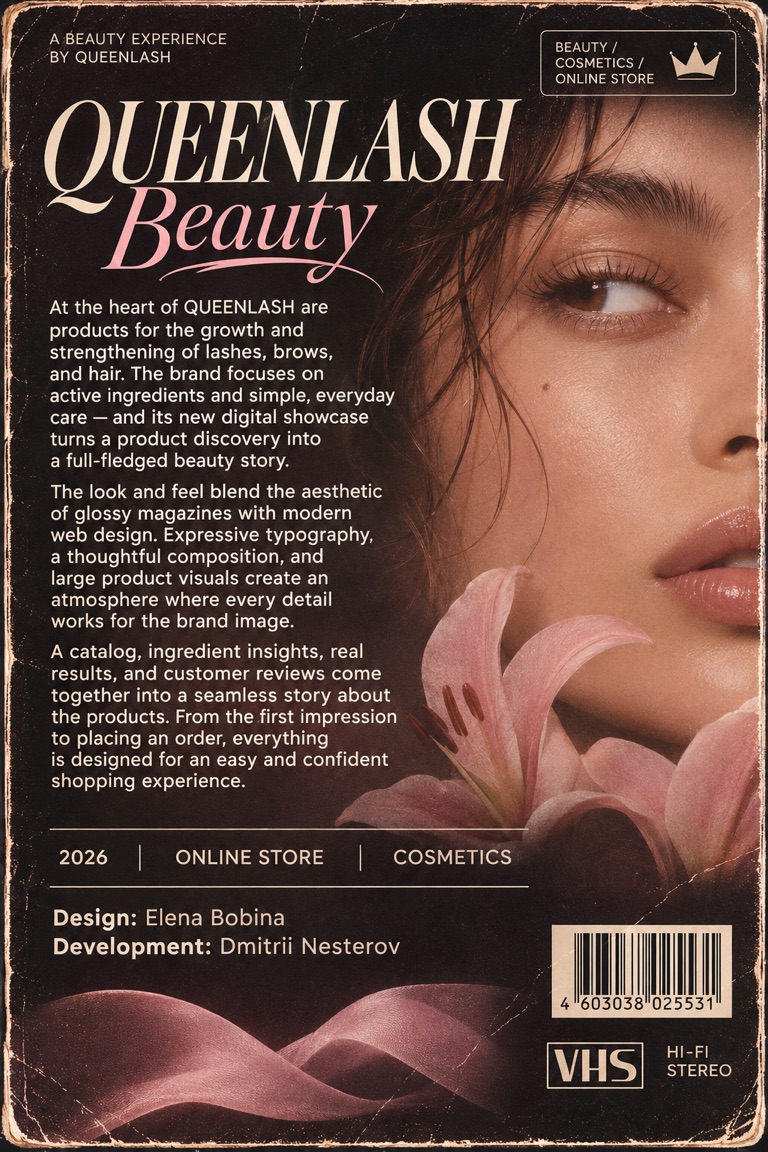 A BEAUTY EXPERIENCE
BY QUEENLASH
BEAUTY /
COSMETICS /
ONLINE STORE
QUEENLASH
Beauty
At the heart of QUEENLASH are
products for the growth and
strengthening of lashes, brows,
and hair. The brand focuses on
active ingredients and simple, everyday
care — and its new digital showcase
turns a product discovery into
a full-fledged beauty story.
The look and feel blend the aesthetic
of glossy magazines with modern
web design. Expressive typography,
a thoughtful composition, and
large product visuals create an
atmosphere where every detail
works for the brand image.
A catalog, ingredient insights, real
results, and customer reviews come
together into a seamless story about
the products. From the first impression
to placing an order, everything
is designed for an easy and confident
shopping experience.
2026 | ONLINE STORE | COSMETICS
Design: Elena Bobina
Development: Dmitrii Nesterov
4 603038 025531
VHS
HI-FI
STEREO